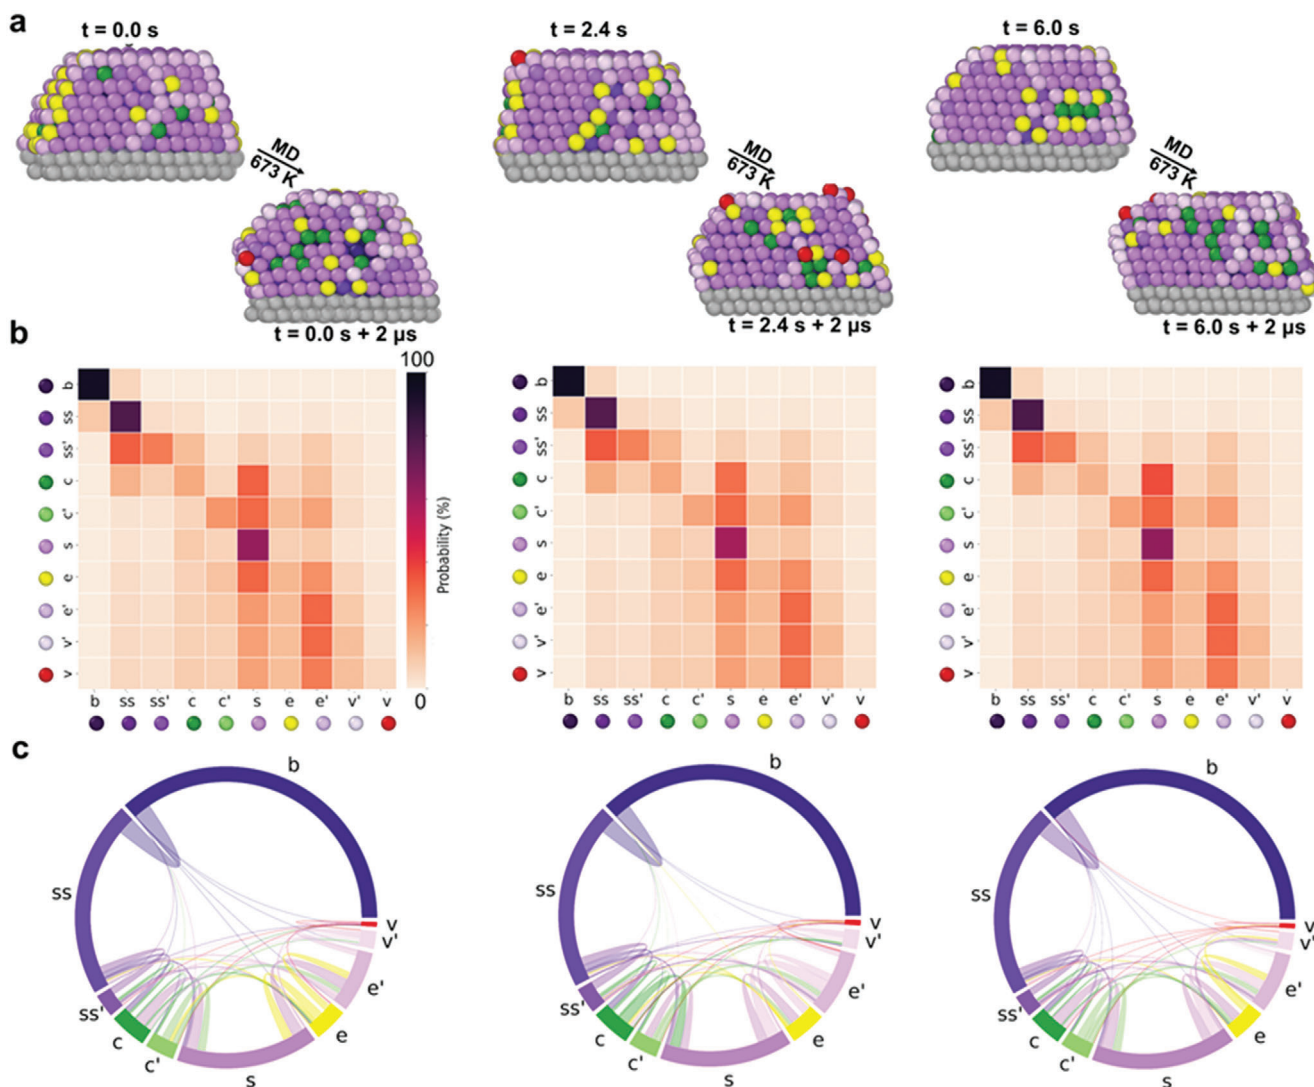 a
t = 0.0 s
t = 2.4 s
t = 6.0 s
MD
673 K
MD
673 K
MD
673 K
t = 0.0 s + 2 μs
t = 2.4 s + 2 μs
t = 6.0 s + 2 μs
b
100
Probability (%)
0
b
ss
ss'
c
c'
s
e
e'
v'
v
b ss ss' c c' s e e' v' v
b
ss
ss'
c
c'
s
e
e'
v'
v
b ss ss' c c' s e e' v' v
b
ss
ss'
c
c'
s
e
e'
v'
v
b ss ss' c c' s e e' v' v
c
b
ss
ss'
c
c'
s
e
e'
v'
v
b
ss
ss'
c
c'
s
e
e'
v'
v
b
ss
ss'
c
c'
s
e
e'
v'
v